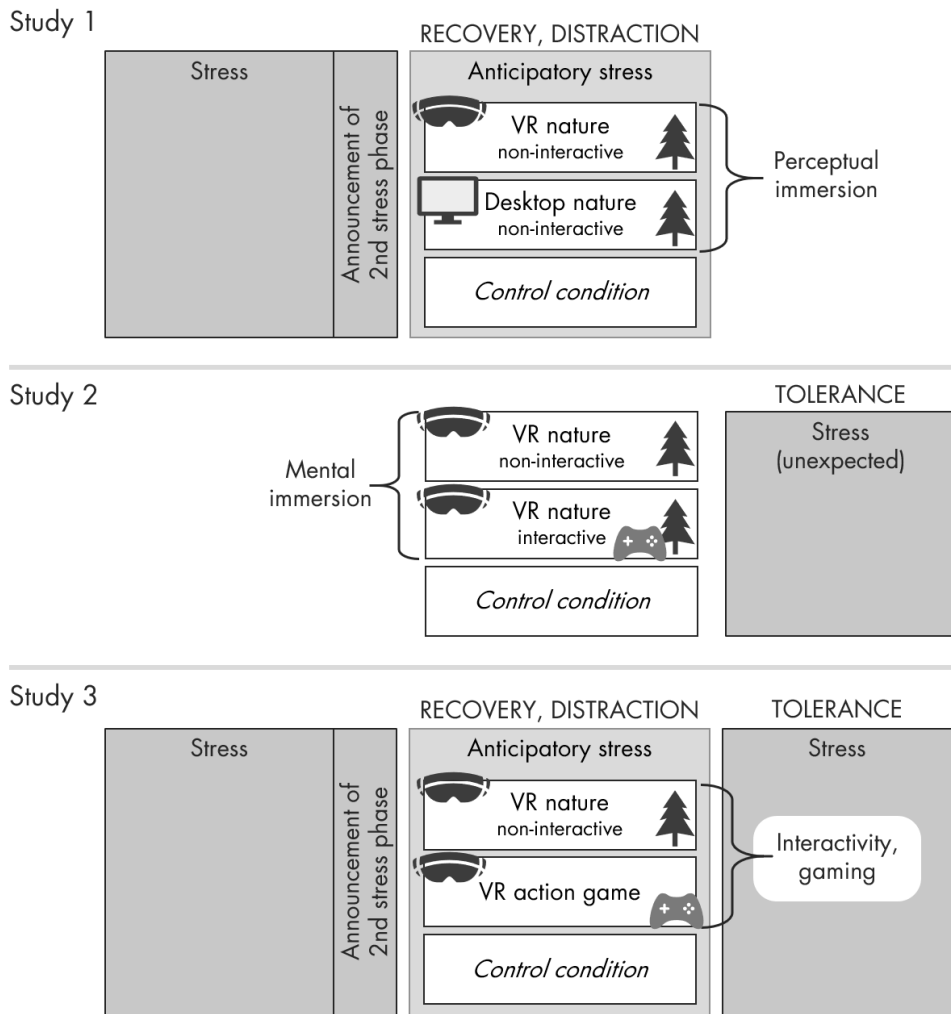 Study 1
RECOVERY, DISTRACTION
Stress
Announcement of
2nd stress phase
Anticipatory stress
VR nature
non-interactive
Desktop nature
non-interactive
Control condition
Perceptual
immersion
Study 2
TOLERANCE
Mental
immersion
VR nature
non-interactive
VR nature
interactive
Control condition
Stress
(unexpected)
Study 3
RECOVERY, DISTRACTION
TOLERANCE
Stress
Announcement of
2nd stress phase
Anticipatory stress
VR nature
non-interactive
VR action game
Control condition
Stress
Interactivity,
gaming